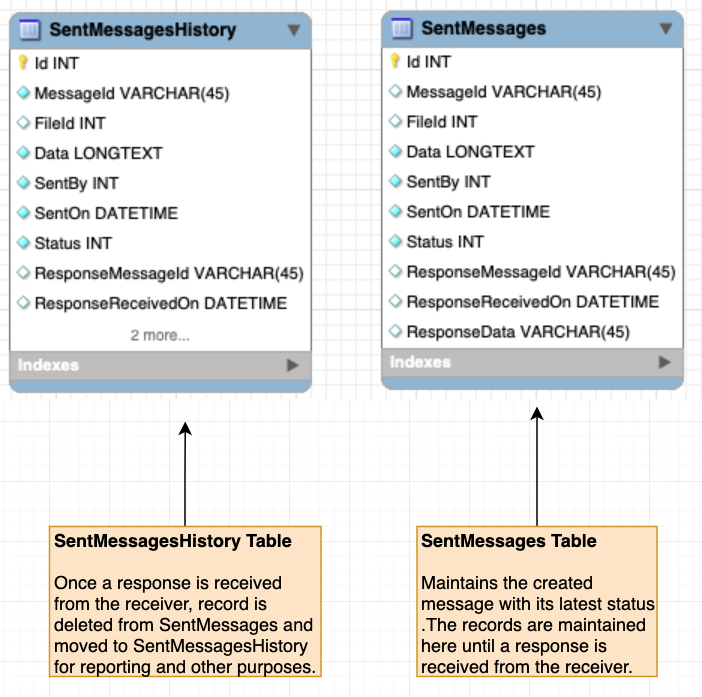 SentMessagesHistory
Id INT
MessageId VARCHAR(45)
FileId INT
Data LONGTEXT
SentBy INT
SentOn DATETIME
Status INT
ResponseMessageId VARCHAR(45)
ResponseReceivedOn DATETIME
2 more...
Indexes
SentMessages
Id INT
MessageId VARCHAR(45)
FileId INT
Data LONGTEXT
SentBy INT
SentOn DATETIME
Status INT
ResponseMessageId VARCHAR(45)
ResponseReceivedOn DATETIME
ResponseData VARCHAR(45)
Indexes
SentMessagesHistory Table
Once a response is received
from the receiver, record is
deleted from SentMessages and
moved to SentMessagesHistory
for reporting and other purposes.
SentMessages Table
Maintains the created
message with its latest status
.The records are maintained
here until a response is
received from the receiver.